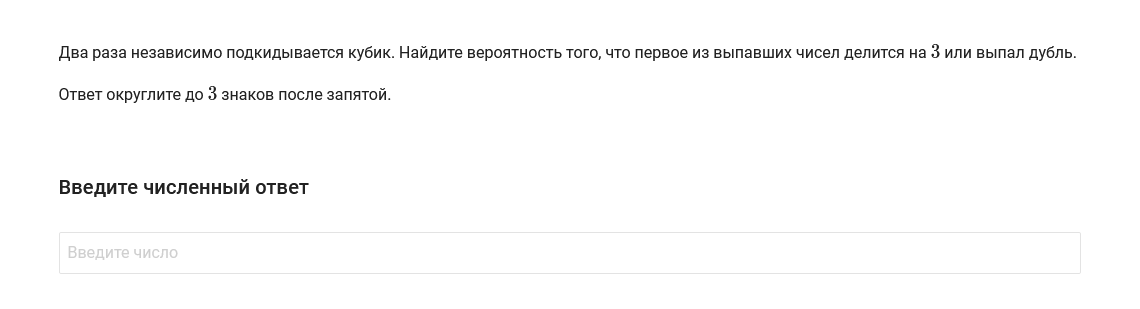 Два раза независимо подкидывается кубик. Найдите вероятность того, что первое из выпавших чисел делится на 3 или выпал дубль.
Ответ округлите до 3 знаков после запятой.
Введите численный ответ
Введите число